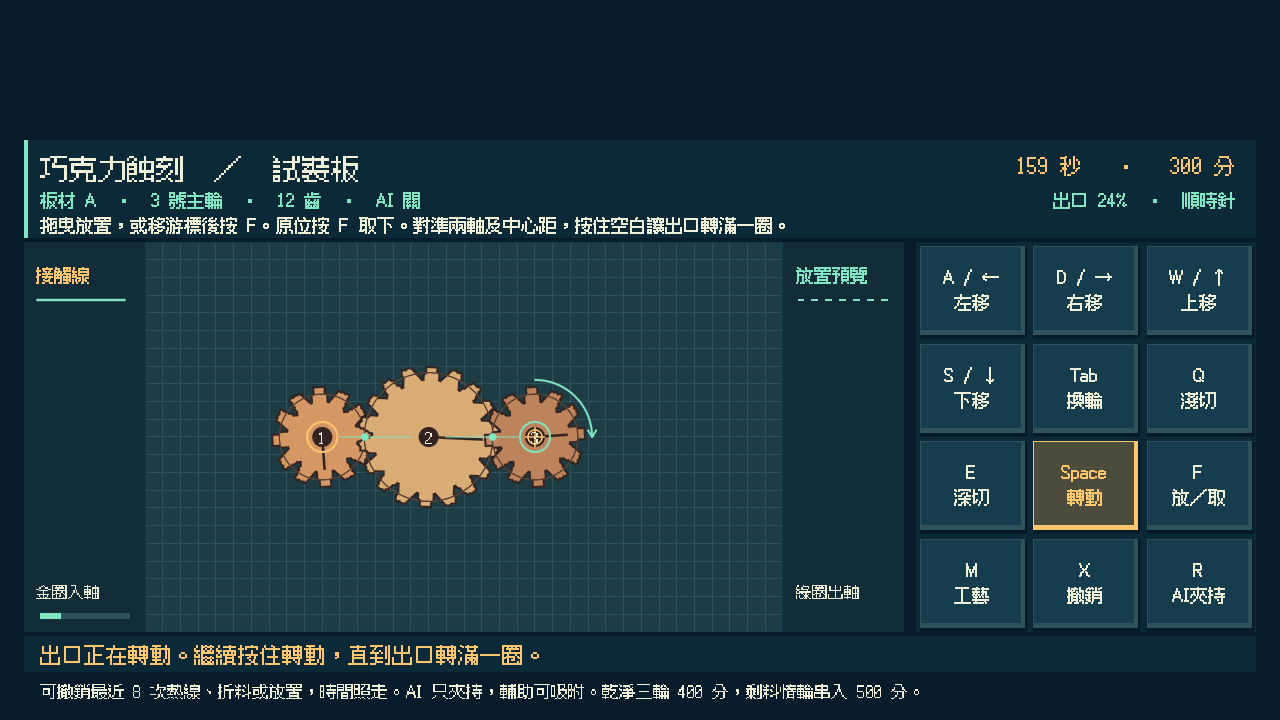 巧克力蝕刻 ／ 試裝板
159 秒 · 300 分
板材 A · 3 號主輪 · 12 齒 · AI 關
出口 24% · 順時針
拖曳放置，或移游標後按 F。原位按 F 取下。對準兩軸及中心距，按住空白讓出口轉滿一圈。
接觸線
放置預覽
1
2
3
金圈入軸
綠圈出軸
A / ←
左移
D / →
右移
W / ↑
上移
S / ↓
下移
Tab
換輪
Q
淺切
E
深切
Space
轉動
F
放／取
M
工藝
X
撤銷
R
AI夾持
出口正在轉動。繼續按住轉動，直到出口轉滿一圈。
可撤銷最近 8 次熱線、折料或放置，時間照走。AI 只夾持，輔助可吸附。乾淨三輪 400 分，剩料惰輪串入 500 分。